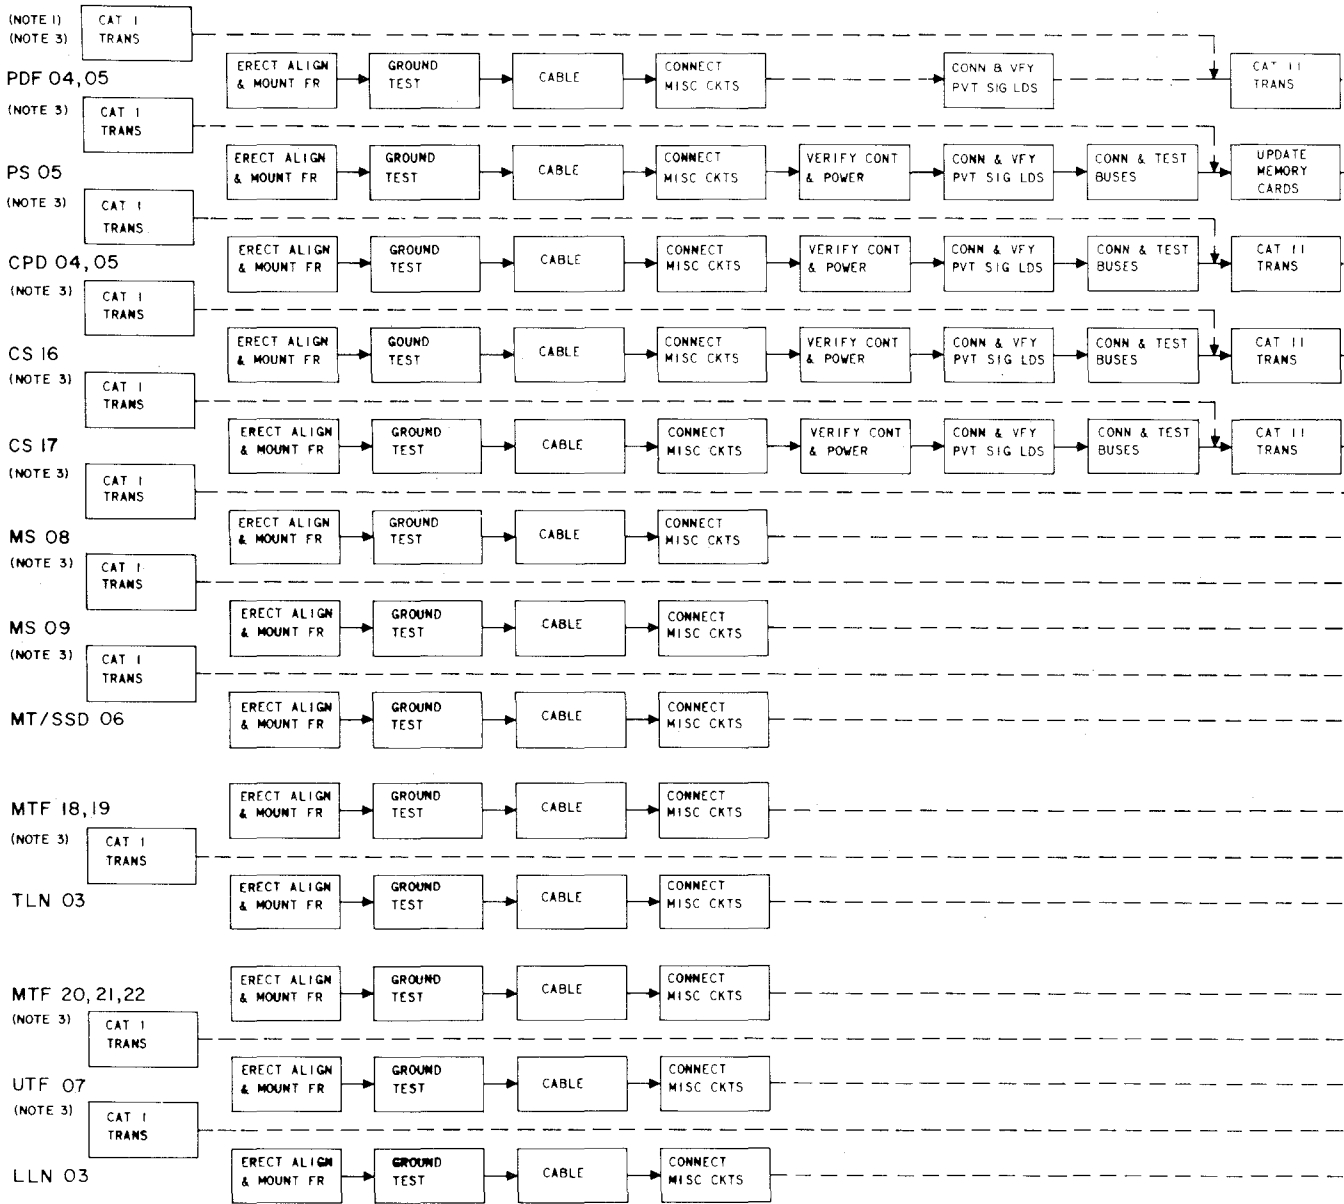 (NOTE 1)
(NOTE 3)
CAT I
TRANS
PDF 04, 05
ERECT ALIGN
& MOUNT FR
GROUND
TEST
CABLE
CONNECT
MISC CKTS
CONN & VFY
PVT SIG LDS
CAT II
TRANS
(NOTE 3)
CAT I
TRANS
PS 05
ERECT ALIGN
& MOUNT FR
GROUND
TEST
CABLE
CONNECT
MISC CKTS
VERIFY CONT
& POWER
CONN & VFY
PVT SIG LDS
CONN & TEST
BUSES
UPDATE
MEMORY
CARDS
(NOTE 3)
CAT I
TRANS
CPD 04, 05
ERECT ALIGN
& MOUNT FR
GROUND
TEST
CABLE
CONNECT
MISC CKTS
VERIFY CONT
& POWER
CONN & VFY
PVT SIG LDS
CONN & TEST
BUSES
CAT II
TRANS
(NOTE 3)
CAT I
TRANS
CS 16
ERECT ALIGN
& MOUNT FR
GOUND
TEST
CABLE
CONNECT
MISC CKTS
VERIFY CONT
& POWER
CONN & VFY
PVT SIG LDS
CONN & TEST
BUSES
CAT II
TRANS
(NOTE 3)
CAT I
TRANS
CS 17
ERECT ALIGN
& MOUNT FR
GROUND
TEST
CABLE
CONNECT
MISC CKTS
VERIFY CONT
& POWER
CONN & VFY
PVT SIG LDS
CONN & TEST
BUSES
CAT II
TRANS
(NOTE 3)
CAT I
TRANS
MS 08
ERECT ALIGN
& MOUNT FR
GROUND
TEST
CABLE
CONNECT
MISC CKTS
(NOTE 3)
CAT I
TRANS
MS 09
ERECT ALIGN
& MOUNT FR
GROUND
TEST
CABLE
CONNECT
MISC CKTS
(NOTE 3)
CAT I
TRANS
MT/SSD 06
ERECT ALIGN
& MOUNT FR
GROUND
TEST
CABLE
CONNECT
MISC CKTS
MTF 18, 19
ERECT ALIGN
& MOUNT FR
GROUND
TEST
CABLE
CONNECT
MISC CKTS
(NOTE 3)
CAT I
TRANS
TLN 03
ERECT ALIGN
& MOUNT FR
GROUND
TEST
CABLE
CONNECT
MISC CKTS
MTF 20, 21, 22
ERECT ALIGN
& MOUNT FR
GROUND
TEST
CABLE
CONNECT
MISC CKTS
(NOTE 3)
CAT I
TRANS
UTF 07
ERECT ALIGN
& MOUNT FR
GROUND
TEST
CABLE
CONNECT
MISC CKTS
(NOTE 3)
CAT I
TRANS
LLN 03
ERECT ALIGN
& MOUNT FR
GROUND
TEST
CABLE
CONNECT
MISC CKTS